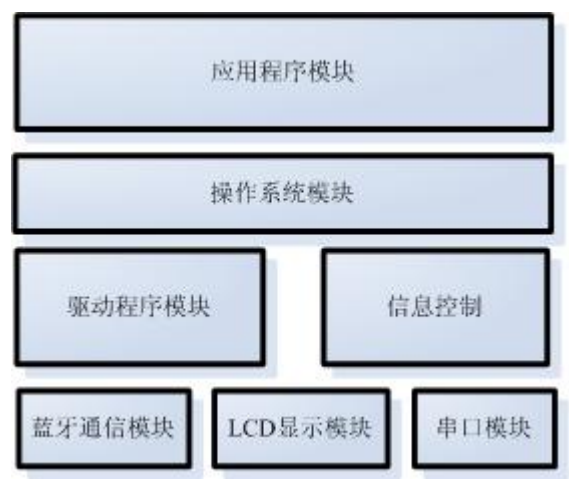 应用程序模块
操作系统模块
驱动程序模块
信息控制
蓝牙通信模块
LCD显示模块
串口模块